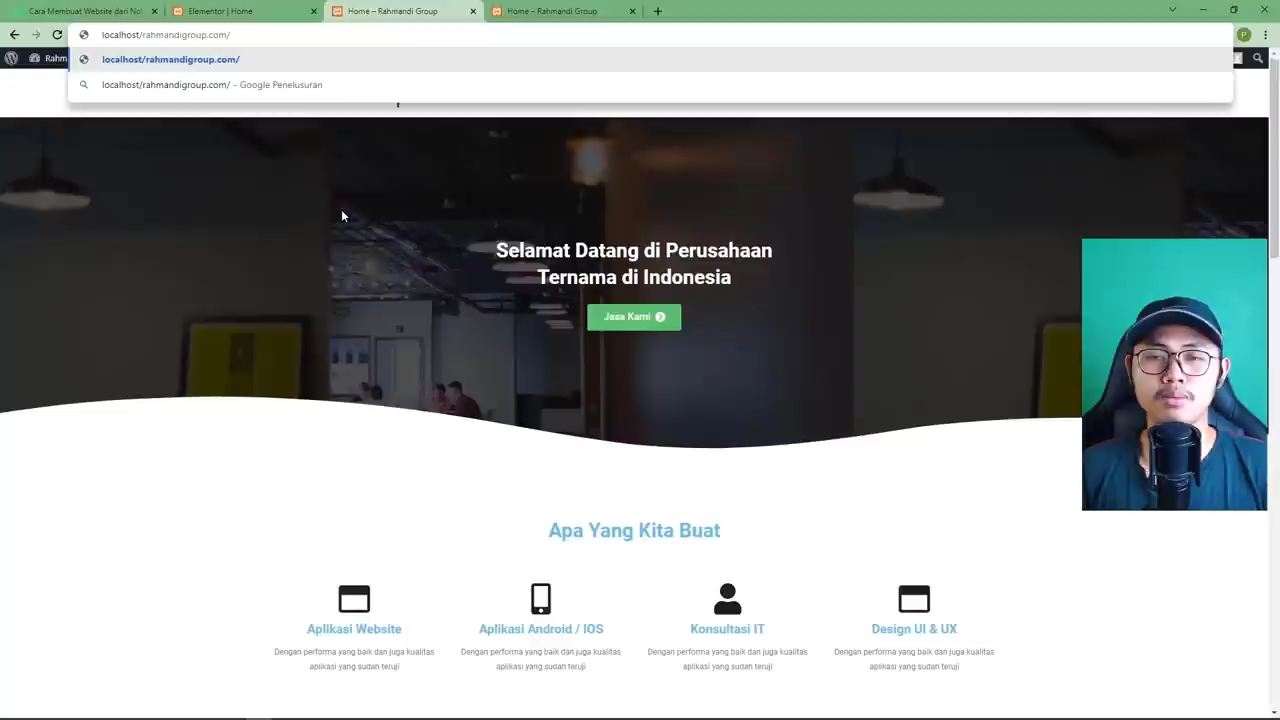 Cara Membuat Website dari No
Elementor | Home
Home – Rahmandi Group
Home – Rahmandi Group
localhost/rahmandigroup.com/
P
Rahm
localhost/rahmandigroup.com/
localhost/rahmandigroup.com/ - Google Penelusuran
Selamat Datang di Perusahaan
Ternama di Indonesia
Jasa Kami
Apa Yang Kita Buat
Aplikasi Website
Dengan performa yang baik dan juga kualitas
aplikasi yang sudah teruji
Aplikasi Android / IOS
Dengan performa yang baik dan juga kualitas
aplikasi yang sudah teruji
Konsultasi IT
Dengan performa yang baik dan juga kualitas
aplikasi yang sudah teruji
Design UI & UX
Dengan performa yang baik dan juga kualitas
aplikasi yang sudah teruji